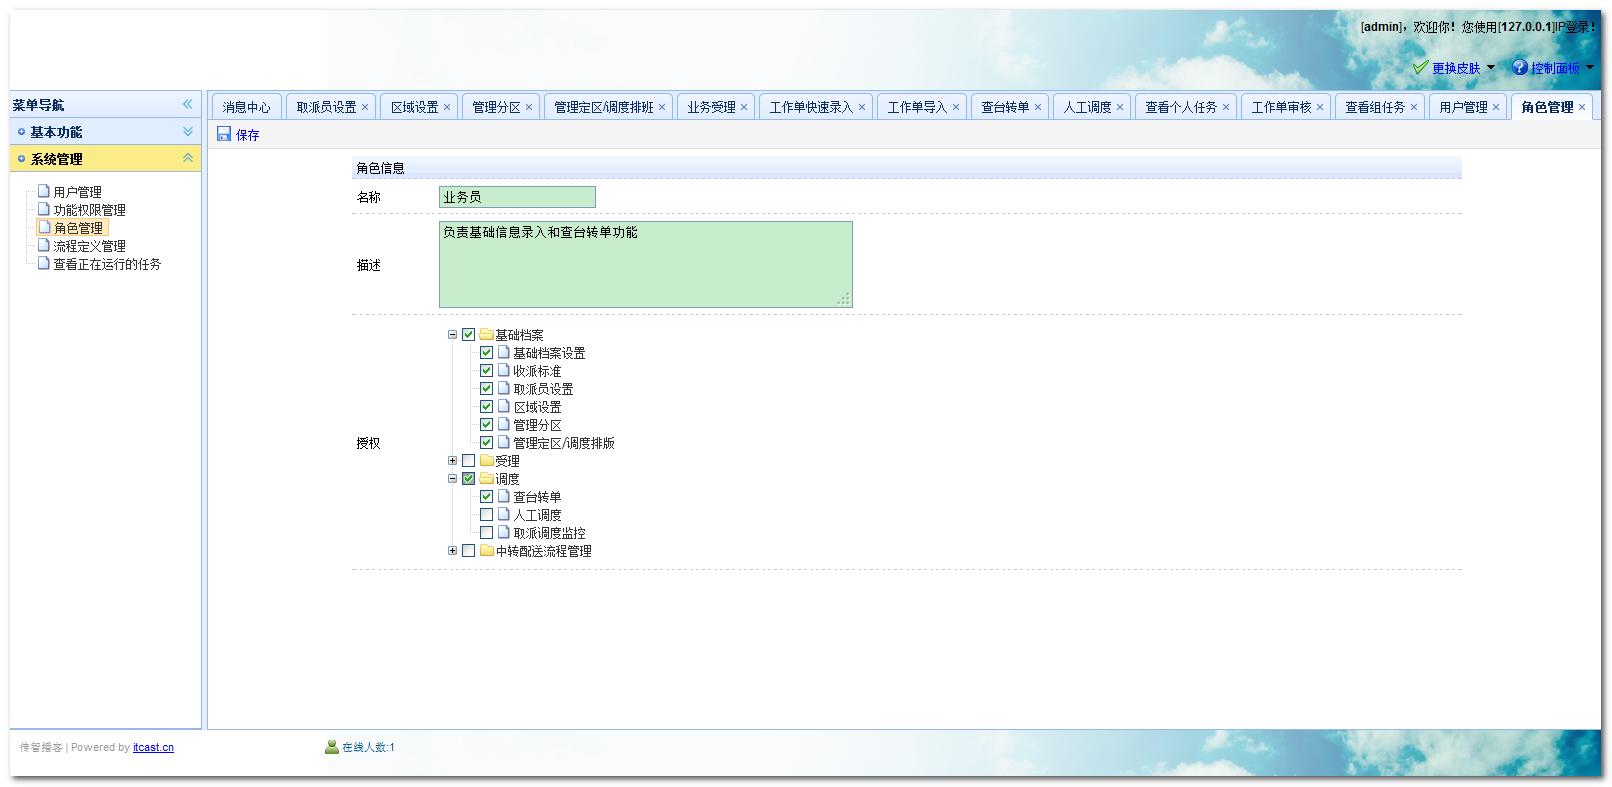 [admin]，欢迎你！您使用[127.0.0.1]IP登录！
更换皮肤
控制面板
菜单导航
基本功能
系统管理
用户管理
功能权限管理
角色管理
流程定义管理
查看正在运行的任务
消息中心
取派员设置
区域设置
管理分区
管理定区/调度排班
业务受理
工作单快速录入
工作单导入
查台转单
人工调度
查看个人任务
工作单审核
查看组任务
用户管理
角色管理
保存
角色信息
名称
业务员
描述
负责基础信息录入和查台转单功能
授权
基础档案
基础档案设置
收派标准
取派员设置
区域设置
管理分区
管理定区/调度排版
受理
调度
查台转单
人工调度
取派调度监控
中转配送流程管理
传智播客 | Powered by itcast.cn
在线人数:1